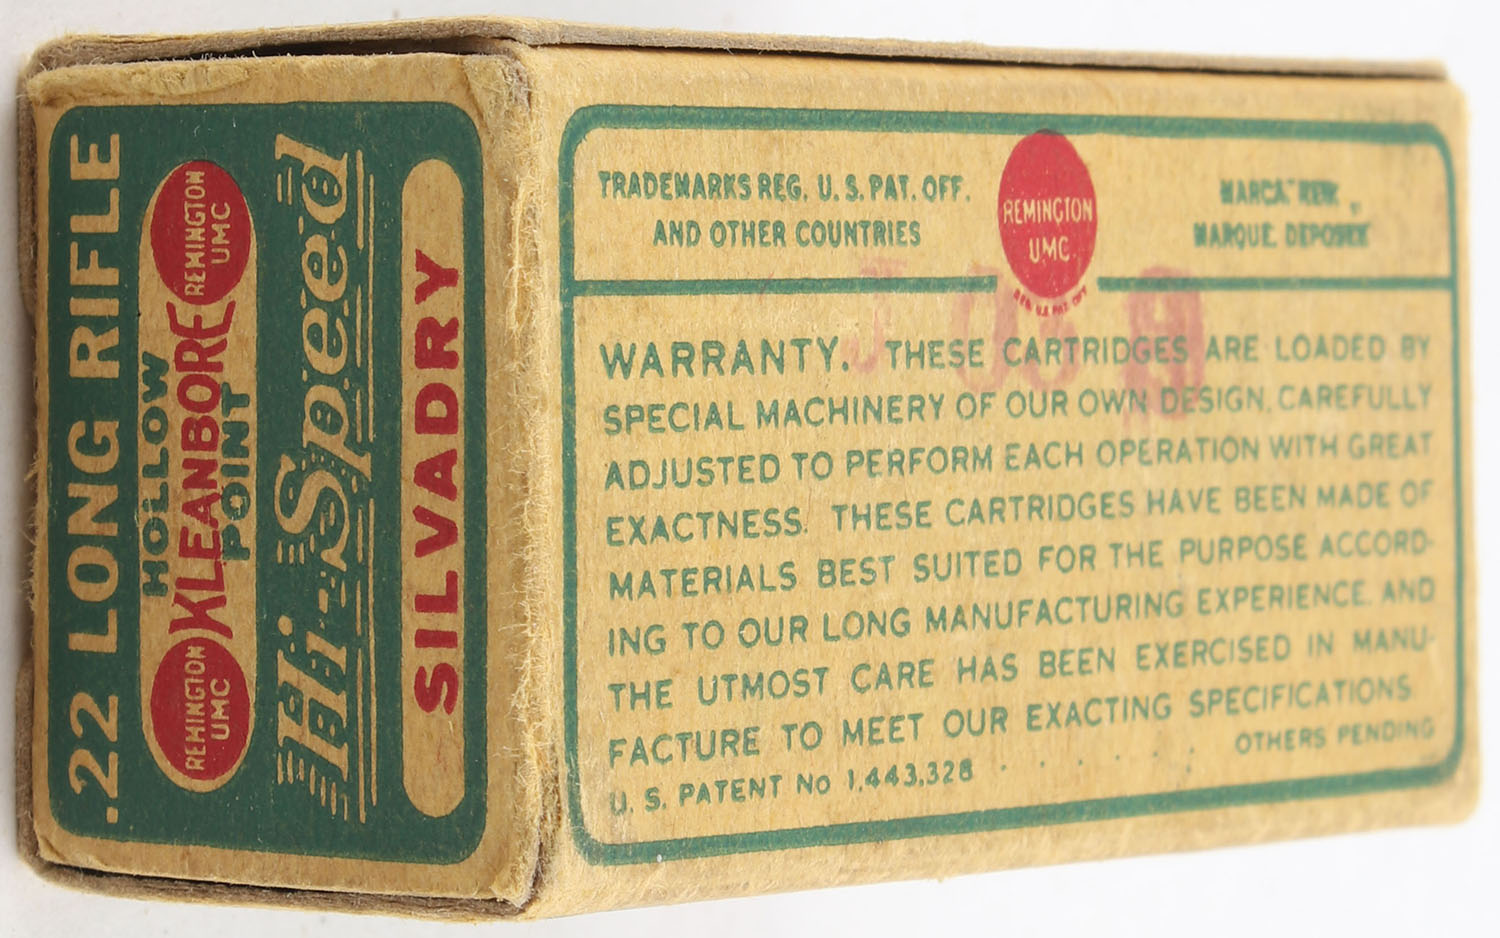 .22 LONG RIFLE
HOLLOW
REMINGTON
UMC
KLEANBORE
REMINGTON
UMC
POINT
Hi-Speed
SILVADRY
TRADEMARKS REG. U. S. PAT. OFF.
AND OTHER COUNTRIES
REMINGTON
UMC
REG. U.S. PAT. OFF.
MARCA
MARQUE
WARRANTY. THESE CARTRIDGES ARE LOADED BY
SPECIAL MACHINERY OF OUR OWN DESIGN, CAREFULLY
ADJUSTED TO PERFORM EACH OPERATION WITH GREAT
EXACTNESS. THESE CARTRIDGES HAVE BEEN MADE OF
MATERIALS BEST SUITED FOR THE PURPOSE ACCORD-
ING TO OUR LONG MANUFACTURING EXPERIENCE, AND
THE UTMOST CARE HAS BEEN EXERCISED IN MANU-
FACTURE TO MEET OUR EXACTING SPECIFICATIONS.
U. S. PATENT No 1,443,328 . . . . . . OTHERS PENDING